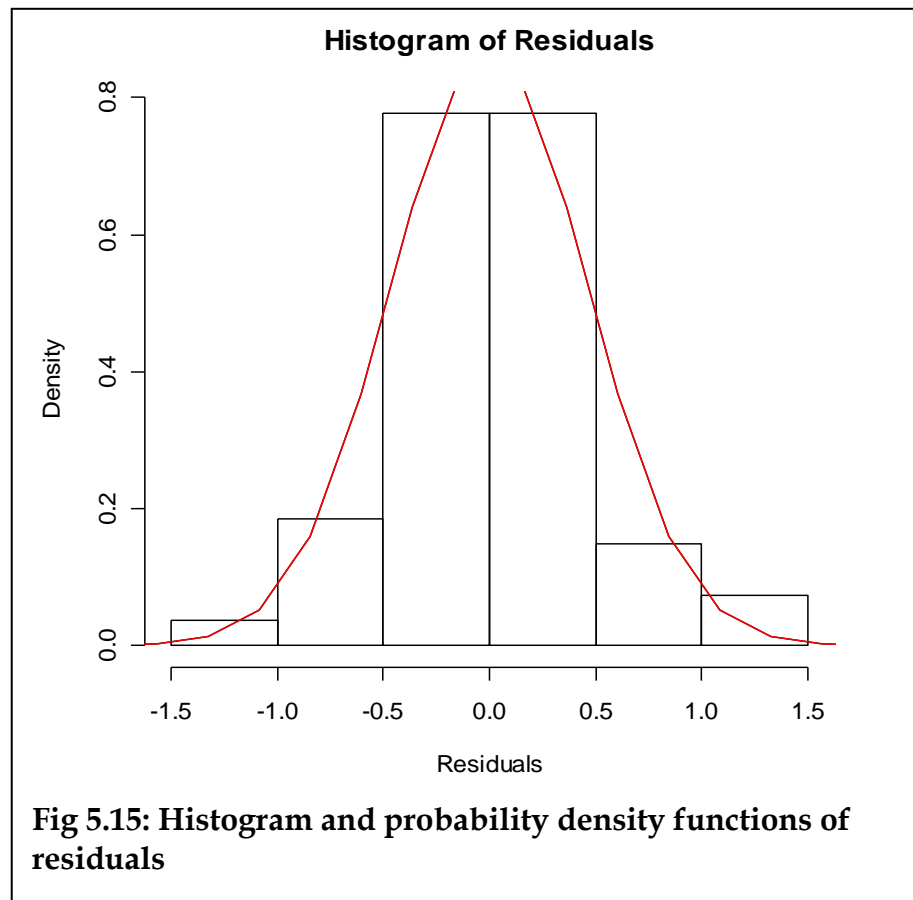 Histogram of Residuals
Density
0.8
0.6
0.4
0.2
0.0
-1.5 -1.0 -0.5 0.0 0.5 1.0 1.5
Residuals
Fig 5.15: Histogram and probability density functions of
residuals